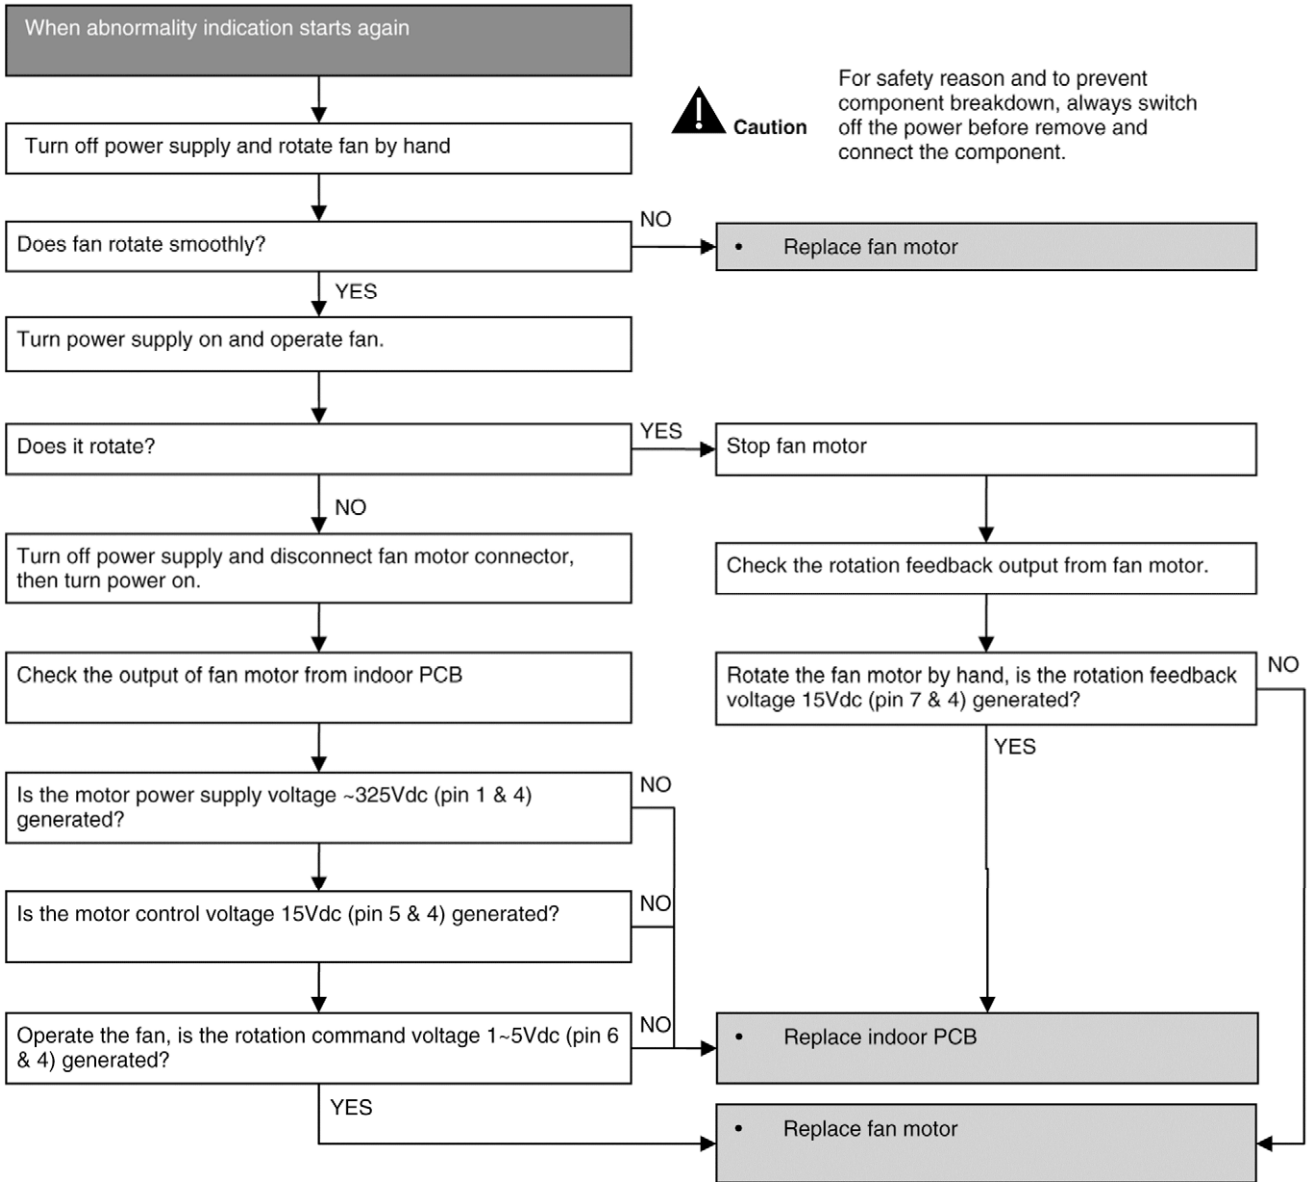 When abnormality indication starts again
For safety reason and to prevent
component breakdown, always switch
off the power before remove and
connect the component.
Caution
Turn off power supply and rotate fan by hand
Does fan rotate smoothly?
NO
• Replace fan motor
YES
Turn power supply on and operate fan.
Does it rotate?
YES
Stop fan motor
NO
Turn off power supply and disconnect fan motor connector,
then turn power on.
Check the rotation feedback output from fan motor.
Check the output of fan motor from indoor PCB
Rotate the fan motor by hand, is the rotation feedback
voltage 15Vdc (pin 7 & 4) generated?
NO
YES
Is the motor power supply voltage ~325Vdc (pin 1 & 4)
generated?
NO
Is the motor control voltage 15Vdc (pin 5 & 4) generated?
NO
Operate the fan, is the rotation command voltage 1~5Vdc (pin 6
& 4) generated?
NO
• Replace indoor PCB
YES
• Replace fan motor